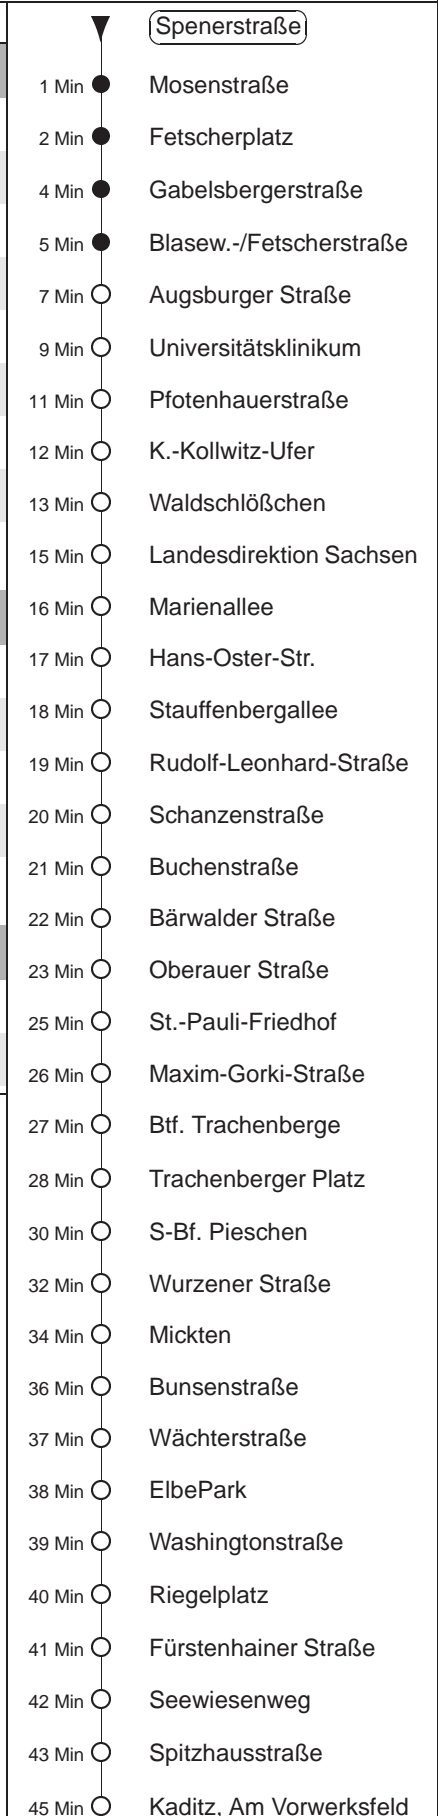 Spenerstraße
1 Min Mosenstraße
2 Min Fetscherplatz
4 Min Gabelsbergerstraße
5 Min Blasew.-/Fetscherstraße
7 Min Augsburger Straße
9 Min Universitätsklinikum
11 Min Pfotenhauerstraße
12 Min K.-Kollwitz-Ufer
13 Min Waldschlößchen
15 Min Landesdirektion Sachsen
16 Min Marienallee
17 Min Hans-Oster-Str.
18 Min Stauffenbergallee
19 Min Rudolf-Leonhard-Straße
20 Min Schanzenstraße
21 Min Buchenstraße
22 Min Bärwalder Straße
23 Min Oberauer Straße
25 Min St.-Pauli-Friedhof
26 Min Maxim-Gorki-Straße
27 Min Btf. Trachenberge
28 Min Trachenberger Platz
30 Min S-Bf. Pieschen
32 Min Wurzener Straße
34 Min Mickten
36 Min Bunsenstraße
37 Min Wächterstraße
38 Min ElbePark
39 Min Washingtonstraße
40 Min Riegelplatz
41 Min Fürstenhainer Straße
42 Min Seewiesenweg
43 Min Spitzhausstraße
45 Min Kaditz, Am Vorwerksfeld